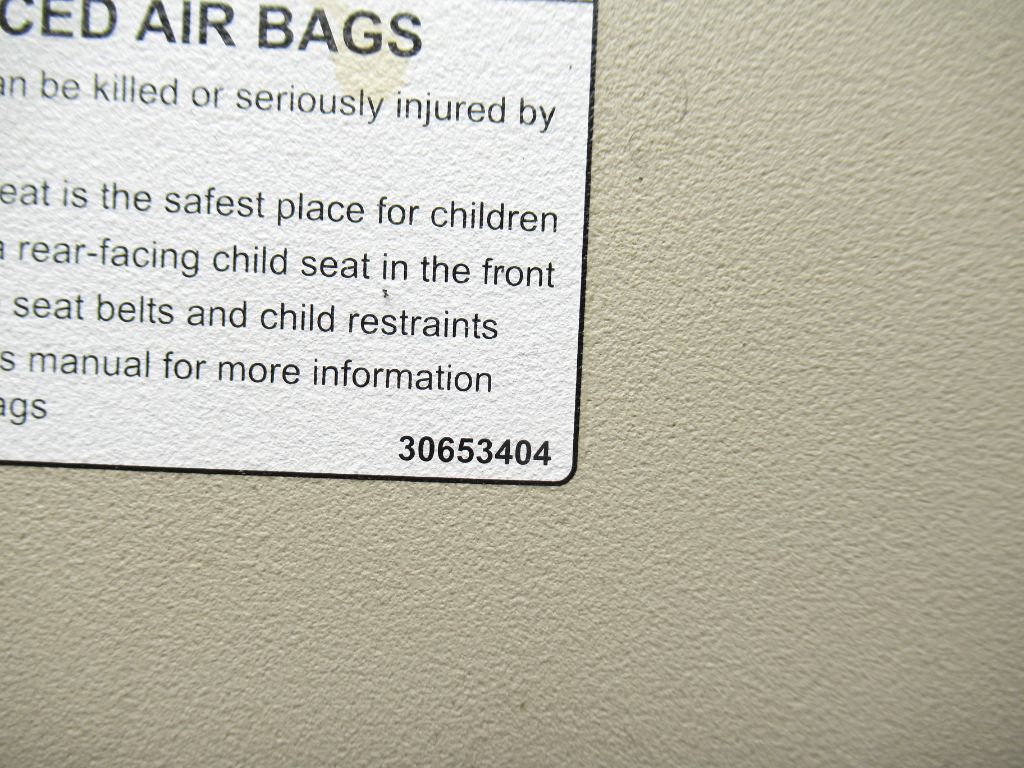 CED AIR BAGS
an be killed or seriously injured by
eat is the safest place for children
a rear-facing child seat in the front
seat belts and child restraints
s manual for more information
ags
30653404